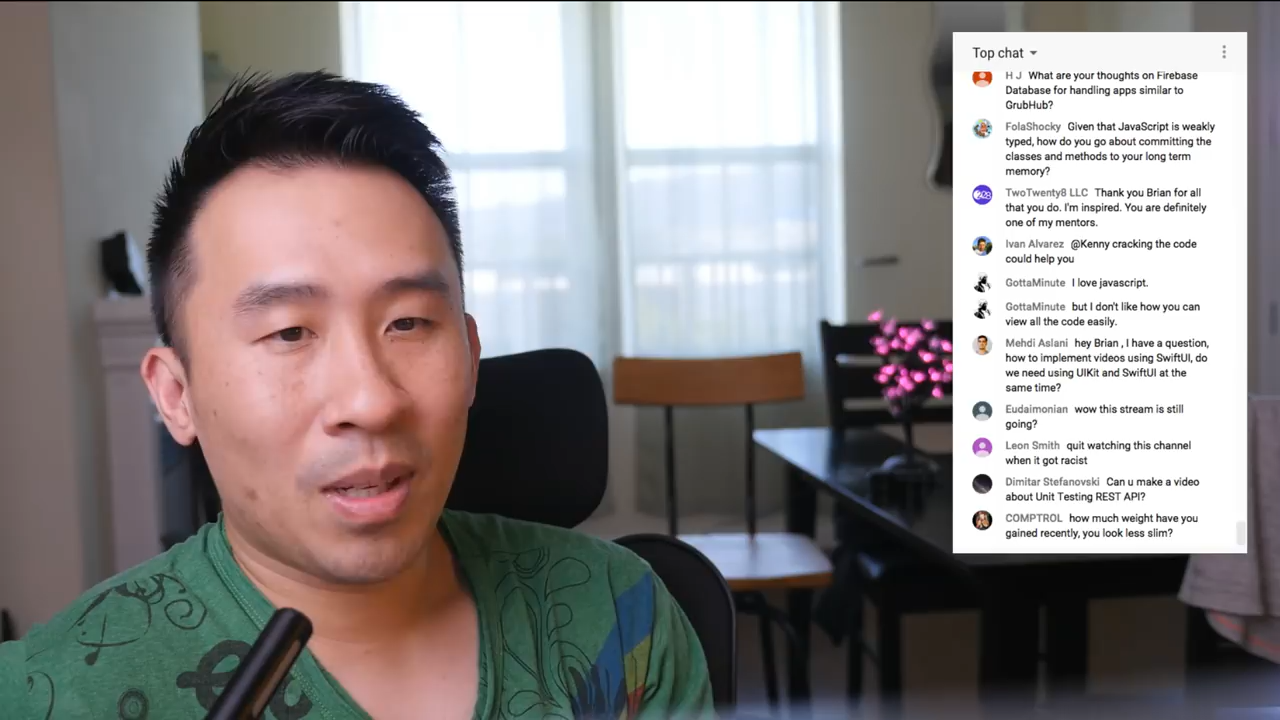 Top chat
H J What are your thoughts on Firebase
Database for handling apps similar to
GrubHub?
FolaShocky Given that JavaScript is weakly
typed, how do you go about committing the
classes and methods to your long term
memory?
TwoTwenty8 LLC Thank you Brian for all
that you do. I'm inspired. You are definitely
one of my mentors.
Ivan Alvarez @Kenny cracking the code
could help you
GottaMinute I love javascript.
GottaMinute but I don't like how you can
view all the code easily.
Mehdi Aslani hey Brian , I have a question,
how to implement videos using SwiftUI, do
we need using UIKit and SwiftUI at the
same time?
Eudaimonian wow this stream is still
going?
Leon Smith quit watching this channel
when it got racist
Dimitar Stefanovski Can u make a video
about Unit Testing REST API?
COMPTROL how much weight have you
gained recently, you look less slim?